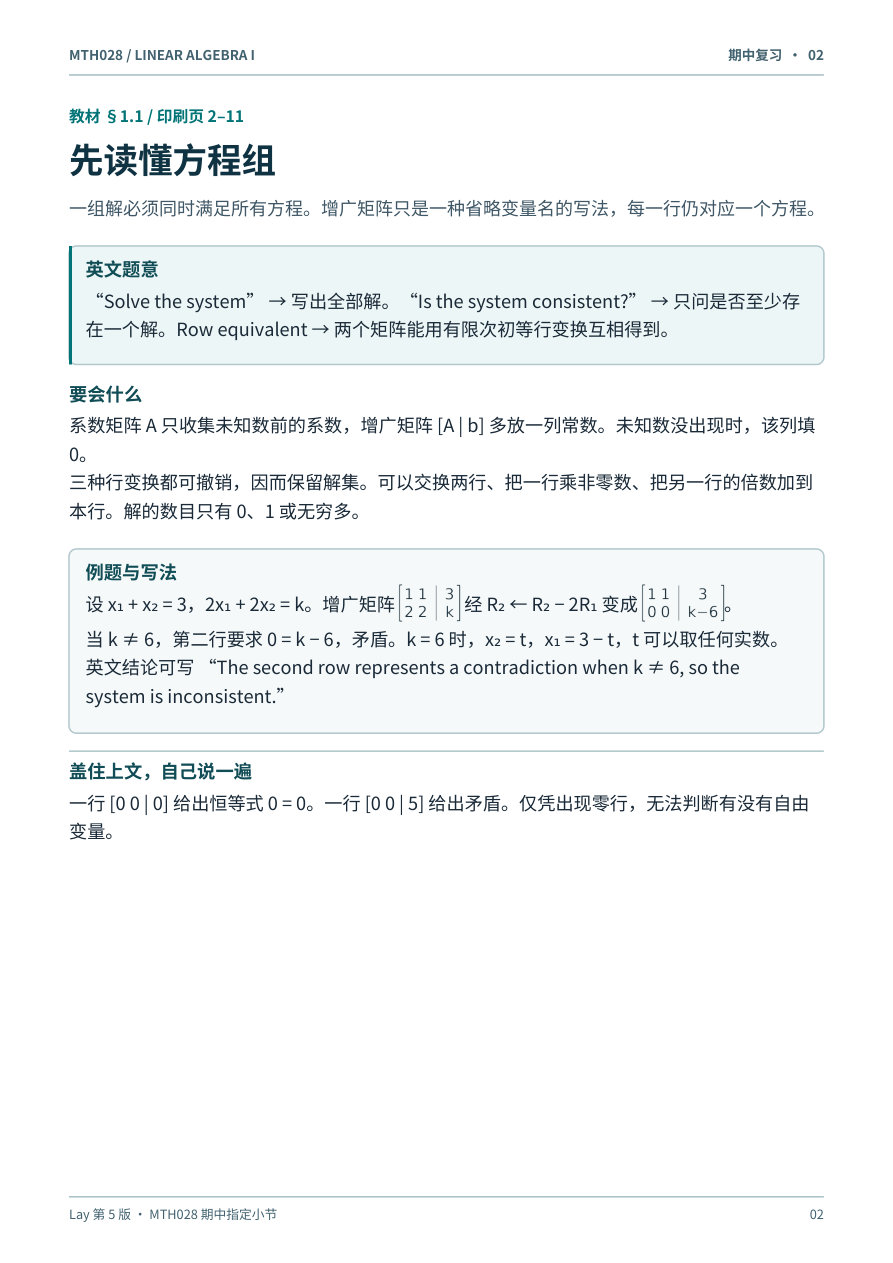 MTH028 / LINEAR ALGEBRA I
期中复习 · 02
教材 §1.1 / 印刷页 2–11
先读懂方程组
一组解必须同时满足所有方程。增广矩阵只是一种省略变量名的写法，每一行仍对应一个方程。
英文题意
“Solve the system” → 写出全部解。“Is the system consistent?” → 只问是否至少存
在一个解。Row equivalent → 两个矩阵能用有限次初等行变换互相得到。
要会什么
系数矩阵 A 只收集未知数前的系数，增广矩阵 [A | b] 多放一列常数。未知数没出现时，该列填
0。
三种行变换都可撤销，因而保留解集。可以交换两行、把一行乘非零数、把另一行的倍数加到
本行。解的数目只有 0、1 或无穷多。
例题与写法
设 x₁ + x₂ = 3，2x₁ + 2x₂ = k。增广矩阵 [1 1 | 3; 2 2 | k] 经 R₂ ← R₂ − 2R₁ 变成 [1 1 | 3; 0 0 | k−6]。
当 k ≠ 6，第二行要求 0 = k − 6，矛盾。k = 6 时，x₂ = t，x₁ = 3 − t，t 可以取任何实数。
英文结论可写 “The second row represents a contradiction when k ≠ 6, so the
system is inconsistent.”
盖住上文，自己说一遍
一行 [0 0 | 0] 给出恒等式 0 = 0。一行 [0 0 | 5] 给出矛盾。仅凭出现零行，无法判断有没有自由
变量。
Lay 第 5 版 · MTH028 期中指定小节
02